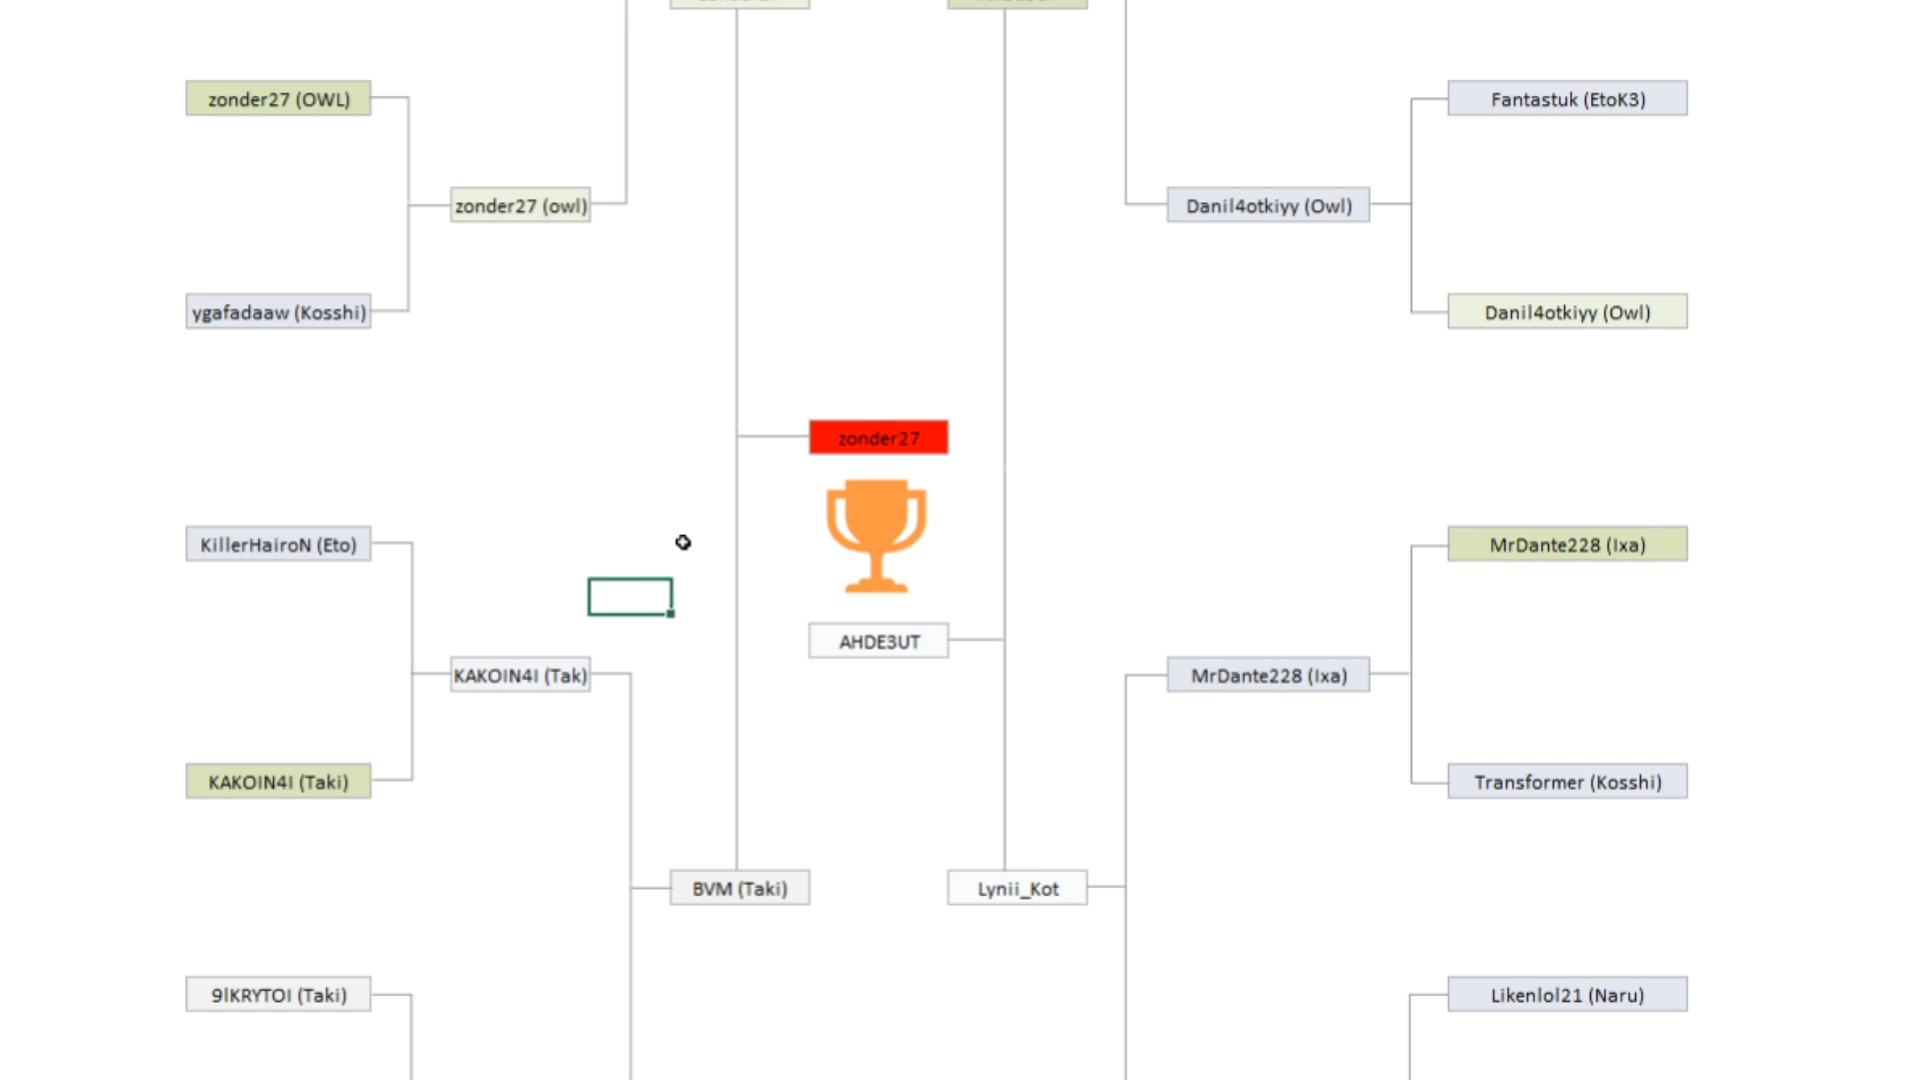 zonder27 (OWL)
Fantastuk (EtoK3)
zonder27 (owl)
Danil4otkiyy (Owl)
ygafadaaw (Kosshi)
Danil4otkiyy (Owl)
zonder27
KillerHairoN (Eto)
MrDante228 (Ixa)
AHDE3UT
KAKOIN4I (Tak)
MrDante228 (Ixa)
KAKOIN4I (Taki)
Transformer (Kosshi)
BVM (Taki)
Lynii_Kot
9lKRYTOI (Taki)
Likenlol21 (Naru)